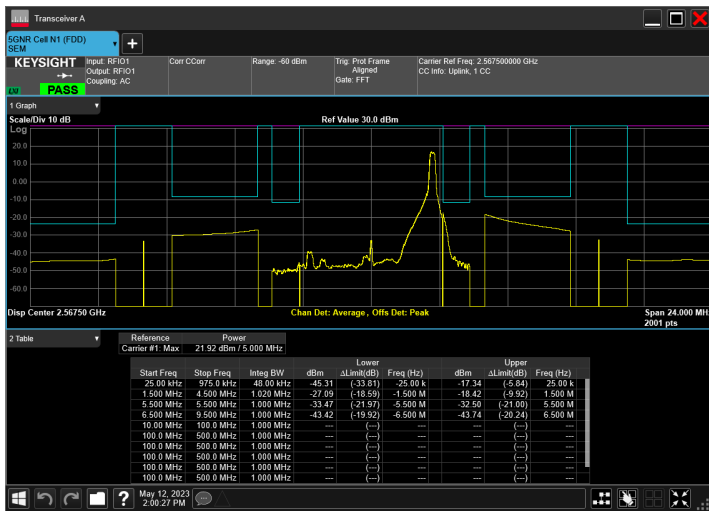 Transceiver A
5GNR Cell N1 (FDD)
SEM
KEYSIGHT
Input: RFIO1
Output: RFIO1
Coupling: AC
Corr CCorr
Range: -60 dBm
Trig: Prot Frame
Aligned
Gate: FFT
Carrier Ref Freq: 2.567500000 GHz
CC Info: Uplink, 1 CC
PASS
1 Graph
Scale/Div 10 dB
Ref Value 30.0 dBm
Log
20.0
10.0
0.00
-10.0
-20.0
-30.0
-40.0
-50.0
-60.0
Disp Center 2.56750 GHz
Chan Det: Average, Offs Det: Peak
Span 24.000 MH
2001 pts
2 Table
Reference Power
Carrier #1: Max 21.92 dBm / 5.000 MHz
Lower Upper
Start Freq Stop Freq Integ BW dBm ΔLimit(dB) Freq (Hz) dBm ΔLimit(dB) Freq (Hz)
25.00 kHz 975.0 kHz 48.00 kHz -45.31 (-33.81) -25.00 k -17.34 (-5.84) 25.00 k
1.500 MHz 4.500 MHz 1.020 MHz -27.09 (-18.59) -1.500 M -18.42 (-9.92) 1.500 M
5.500 MHz 5.500 MHz 1.000 MHz -33.47 (-21.97) -5.500 M -32.50 (-21.00) 5.500 M
6.500 MHz 9.500 MHz 1.000 MHz -43.42 (-19.92) -6.500 M -43.74 (-20.24) 6.500 M
10.00 MHz 100.0 MHz 1.000 MHz --- (---) --- --- (---) ---
100.0 MHz 500.0 MHz 1.000 MHz --- (---) --- --- (---) ---
100.0 MHz 500.0 MHz 1.000 MHz --- (---) --- --- (---) ---
100.0 MHz 500.0 MHz 1.000 MHz --- (---) --- --- (---) ---
100.0 MHz 500.0 MHz 1.000 MHz --- (---) --- --- (---) ---
100.0 MHz 500.0 MHz 1.000 MHz --- (---) --- --- (---) ---
May 12, 2023
2:00:27 PM